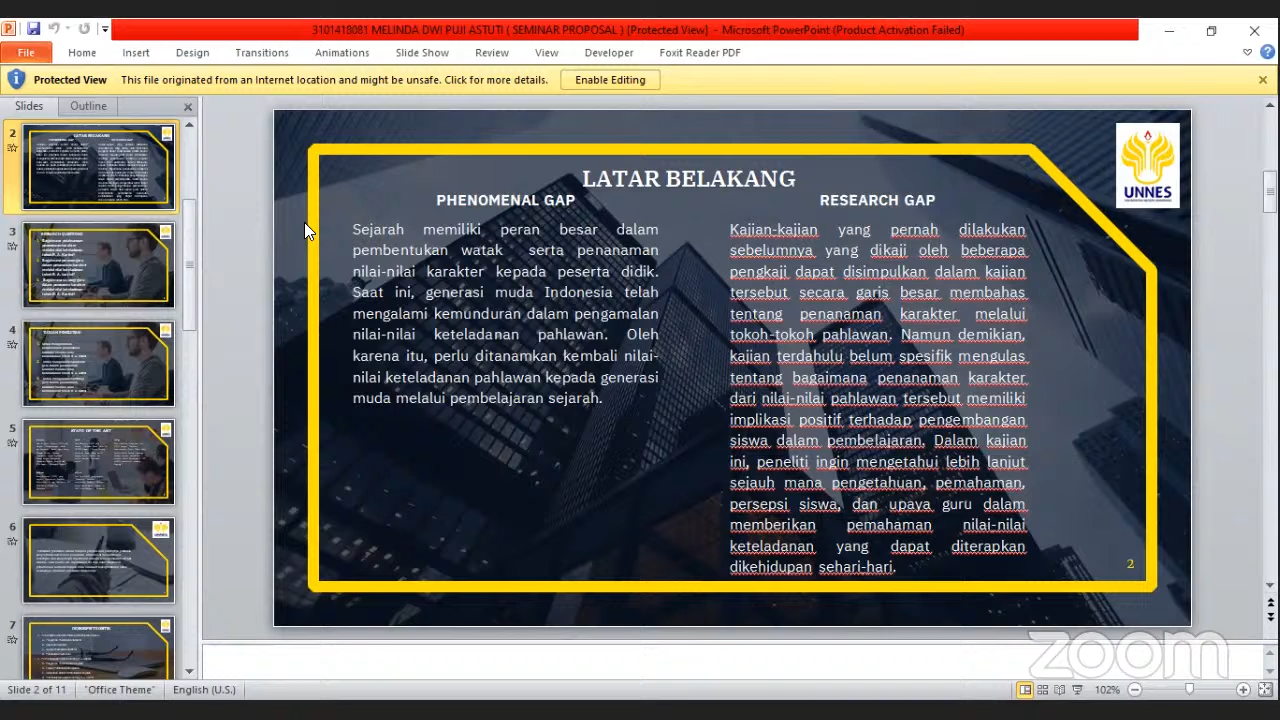 3101418081 MELINDA DWI PUJI ASTUTI ( SEMINAR PROPOSAL ) [Protected View] - Microsoft PowerPoint (Product Activation Failed)
File Home Insert Design Transitions Animations Slide Show Review View Developer Foxit Reader PDF
Protected View This file originated from an Internet location and might be unsafe. Click for more details. Enable Editing
Slides Outline
2
3
4
5
STATE OF THE ART
6
7
LATAR BELAKANG
PHENOMENAL GAP
Sejarah memiliki peran besar dalam
pembentukan watak serta penanaman
nilai-nilai karakter kepada peserta didik.
Saat ini, generasi muda Indonesia telah
mengalami kemunduran dalam pengamalan
nilai-nilai keteladanan pahlawan. Oleh
karena itu, perlu ditanamkan kembali nilai-
nilai keteladanan pahlawan kepada generasi
muda melalui pembelajaran sejarah.
RESEARCH GAP
Kajian-kajian yang pernah dilakukan
sebelumnya yang dikaji oleh beberapa
pengkaji dapat disimpulkan dalam kajian
tersebut secara garis besar membahas
tentang penanaman karakter melalui
tokoh-tokoh pahlawan. Namun demikian,
kajian terdahulu belum spesifik mengulas
tentang bagaimana penanaman karakter
dari nilai-nilai pahlawan tersebut memiliki
implikasi positif terhadap pengembangan
siswa dalam pembelajaran. Dalam kajian
ini, peneliti ingin mengetahui lebih lanjut
sejauh mana pengetahuan, pemahaman,
persepsi siswa, dan upaya guru dalam
memberikan pemahaman nilai-nilai
keteladanan yang dapat diterapkan
dikehidupan sehari-hari.
UNNES
2
zoom
Slide 2 of 11 "Office Theme" English (U.S.) 102%